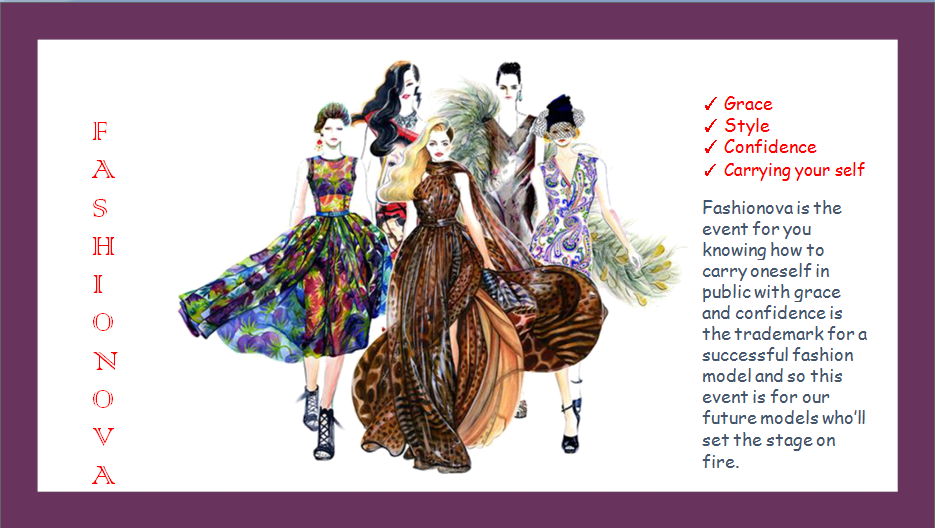 F
A
S
H
I
O
N
O
V
A
✓ Grace
✓ Style
✓ Confidence
✓ Carrying your self
Fashionova is the
event for you
knowing how to
carry oneself in
public with grace
and confidence is
the trademark for a
successful fashion
model and so this
event is for our
future models who'll
set the stage on
fire.